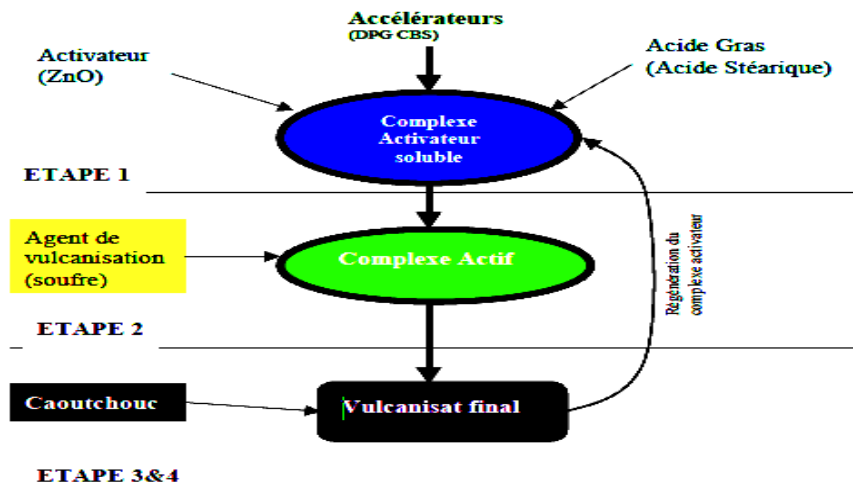 Accélérateurs
(DPG CBS)
Activateur
(ZnO)
Acide Gras
(Acide Stéarique)
Complexe
Activateur
soluble
ETAPE 1
Agent de
vulcanisation
(soufre)
Complexe Actif
Régénération du
complexe activateur
ETAPE 2
Caoutchouc
Vulcanisat final
ETAPE 3&4